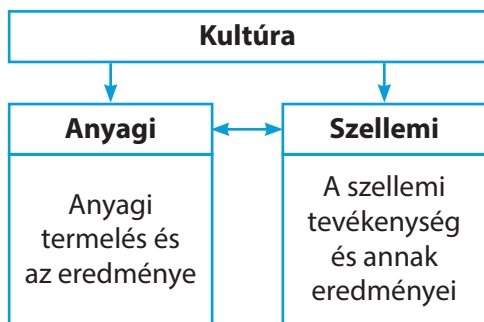 Kultúra
Anyagi
Szellemi
Anyagi
termelés és
az eredménye
A szellemi
tevékenység
és annak
eredményei